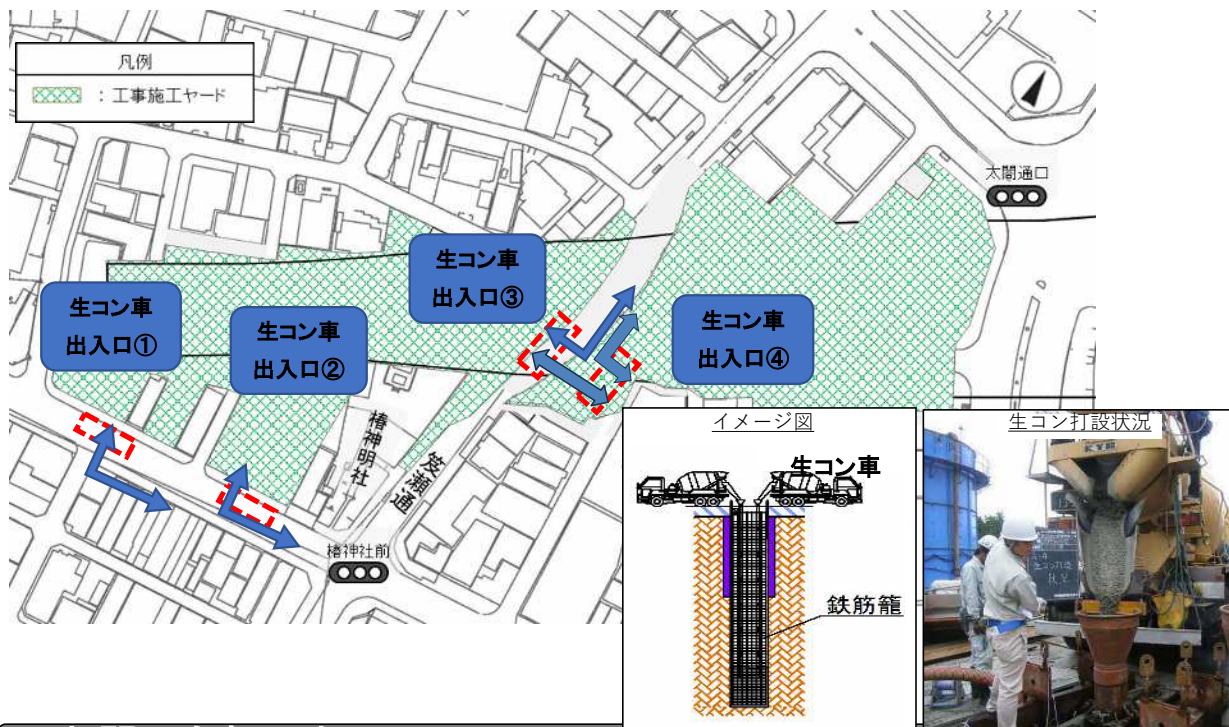 凡例
：工事施工ヤード
太閤通口
生コン車
出入口③
生コン車
出入口①
生コン車
出入口②
生コン車
出入口④
椿神明社
笈瀬通
椿神社前
イメージ図
生コン車
鉄筋籠
生コン打設状況